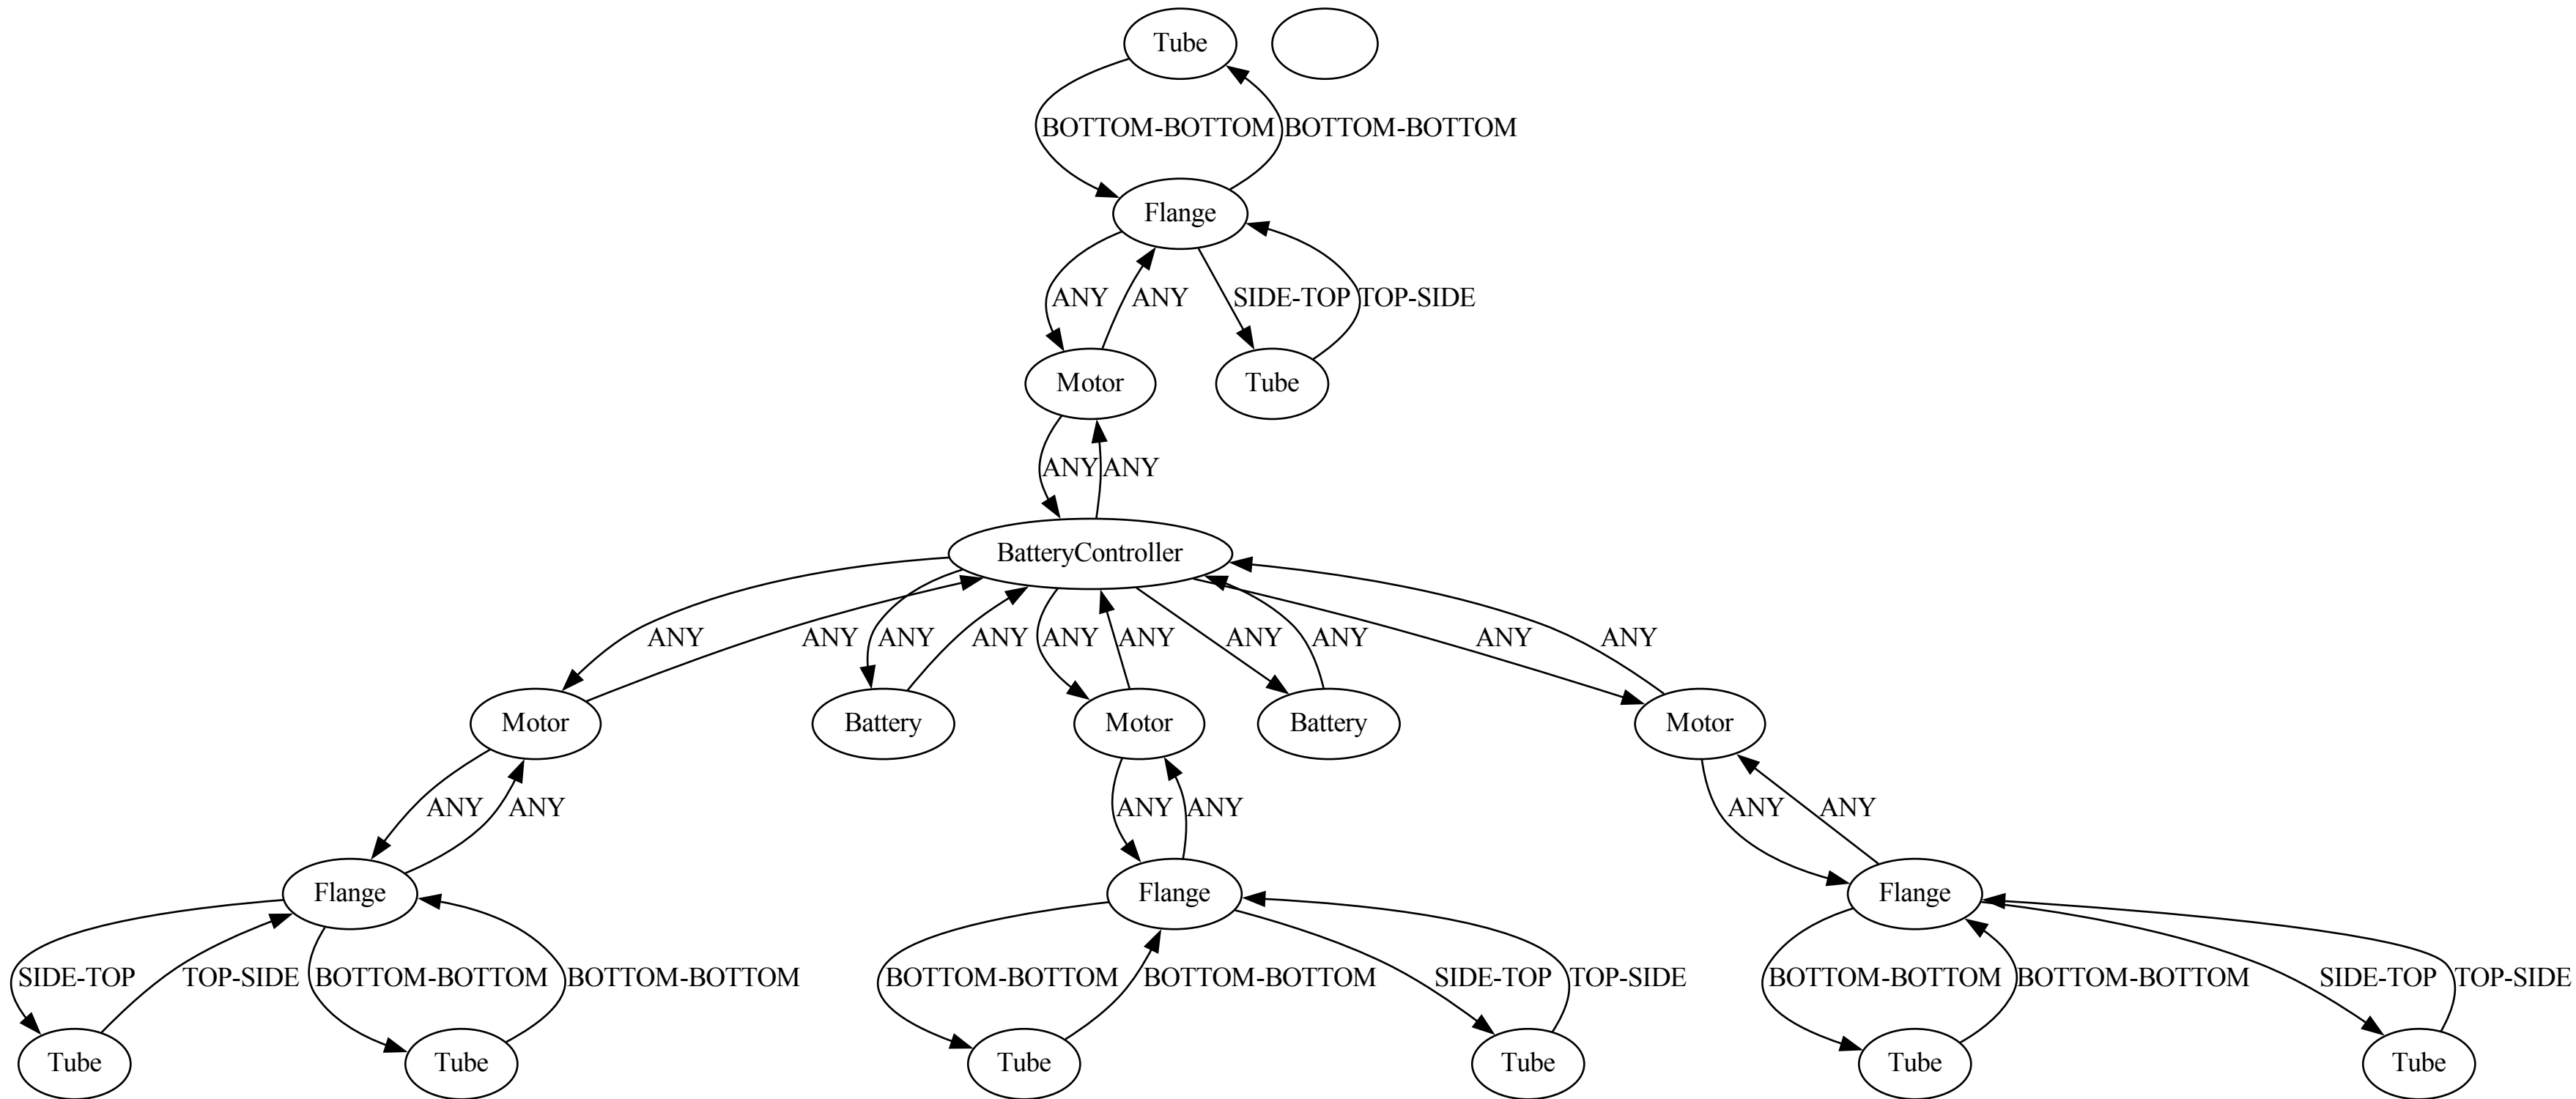 Tube
BOTTOM-BOTTOM BOTTOM-BOTTOM
Flange
ANY ANY SIDE-TOP TOP-SIDE
Motor Tube
ANY ANY
BatteryController
ANY ANY ANY ANY ANY ANY ANY ANY ANY ANY
Motor Battery Motor Battery Motor
ANY ANY ANY ANY ANY ANY
Flange Flange Flange
SIDE-TOP TOP-SIDE BOTTOM-BOTTOM BOTTOM-BOTTOM BOTTOM-BOTTOM BOTTOM-BOTTOM SIDE-TOP TOP-SIDE BOTTOM-BOTTOM BOTTOM-BOTTOM SIDE-TOP TOP-SIDE
Tube Tube Tube Tube Tube Tube